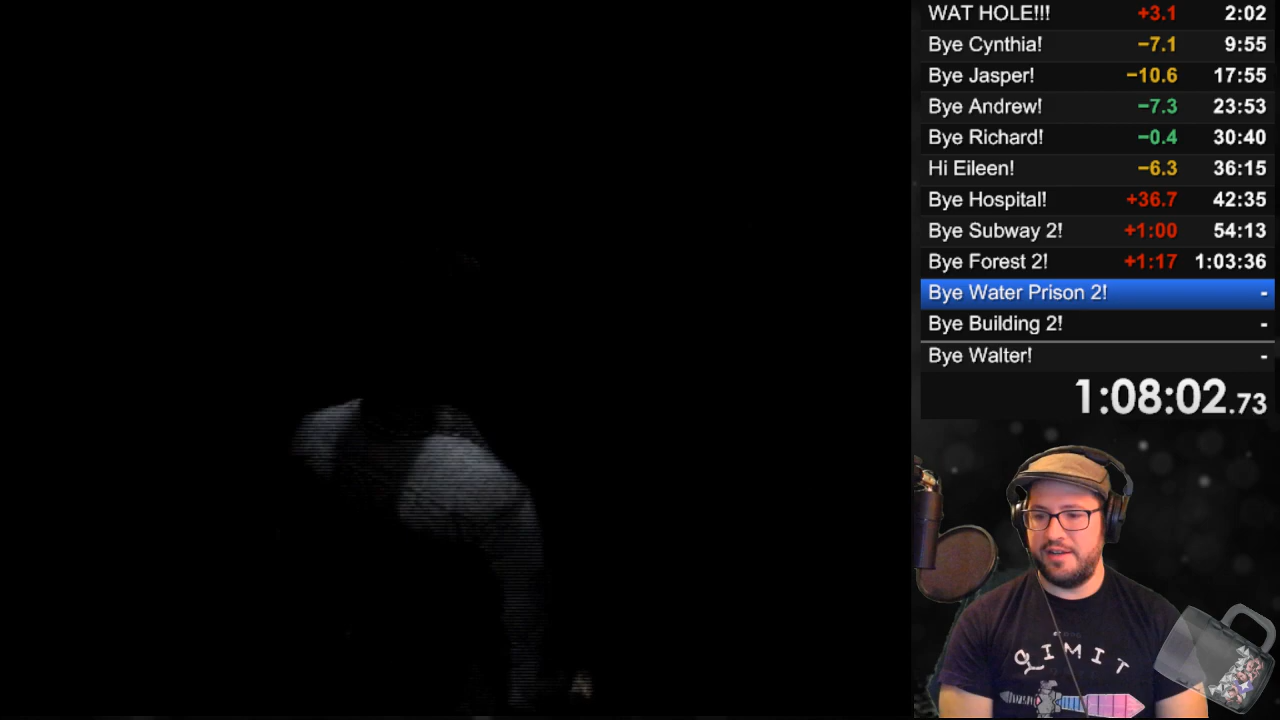 WAT HOLE!!! +3.1 2:02
Bye Cynthia! −7.1 9:55
Bye Jasper! −10.6 17:55
Bye Andrew! −7.3 23:53
Bye Richard! −0.4 30:40
Hi Eileen! −6.3 36:15
Bye Hospital! +36.7 42:35
Bye Subway 2! +1:00 54:13
Bye Forest 2! +1:17 1:03:36
Bye Water Prison 2! -
Bye Building 2! -
Bye Walter! -
1:08:02.73
LIMIT